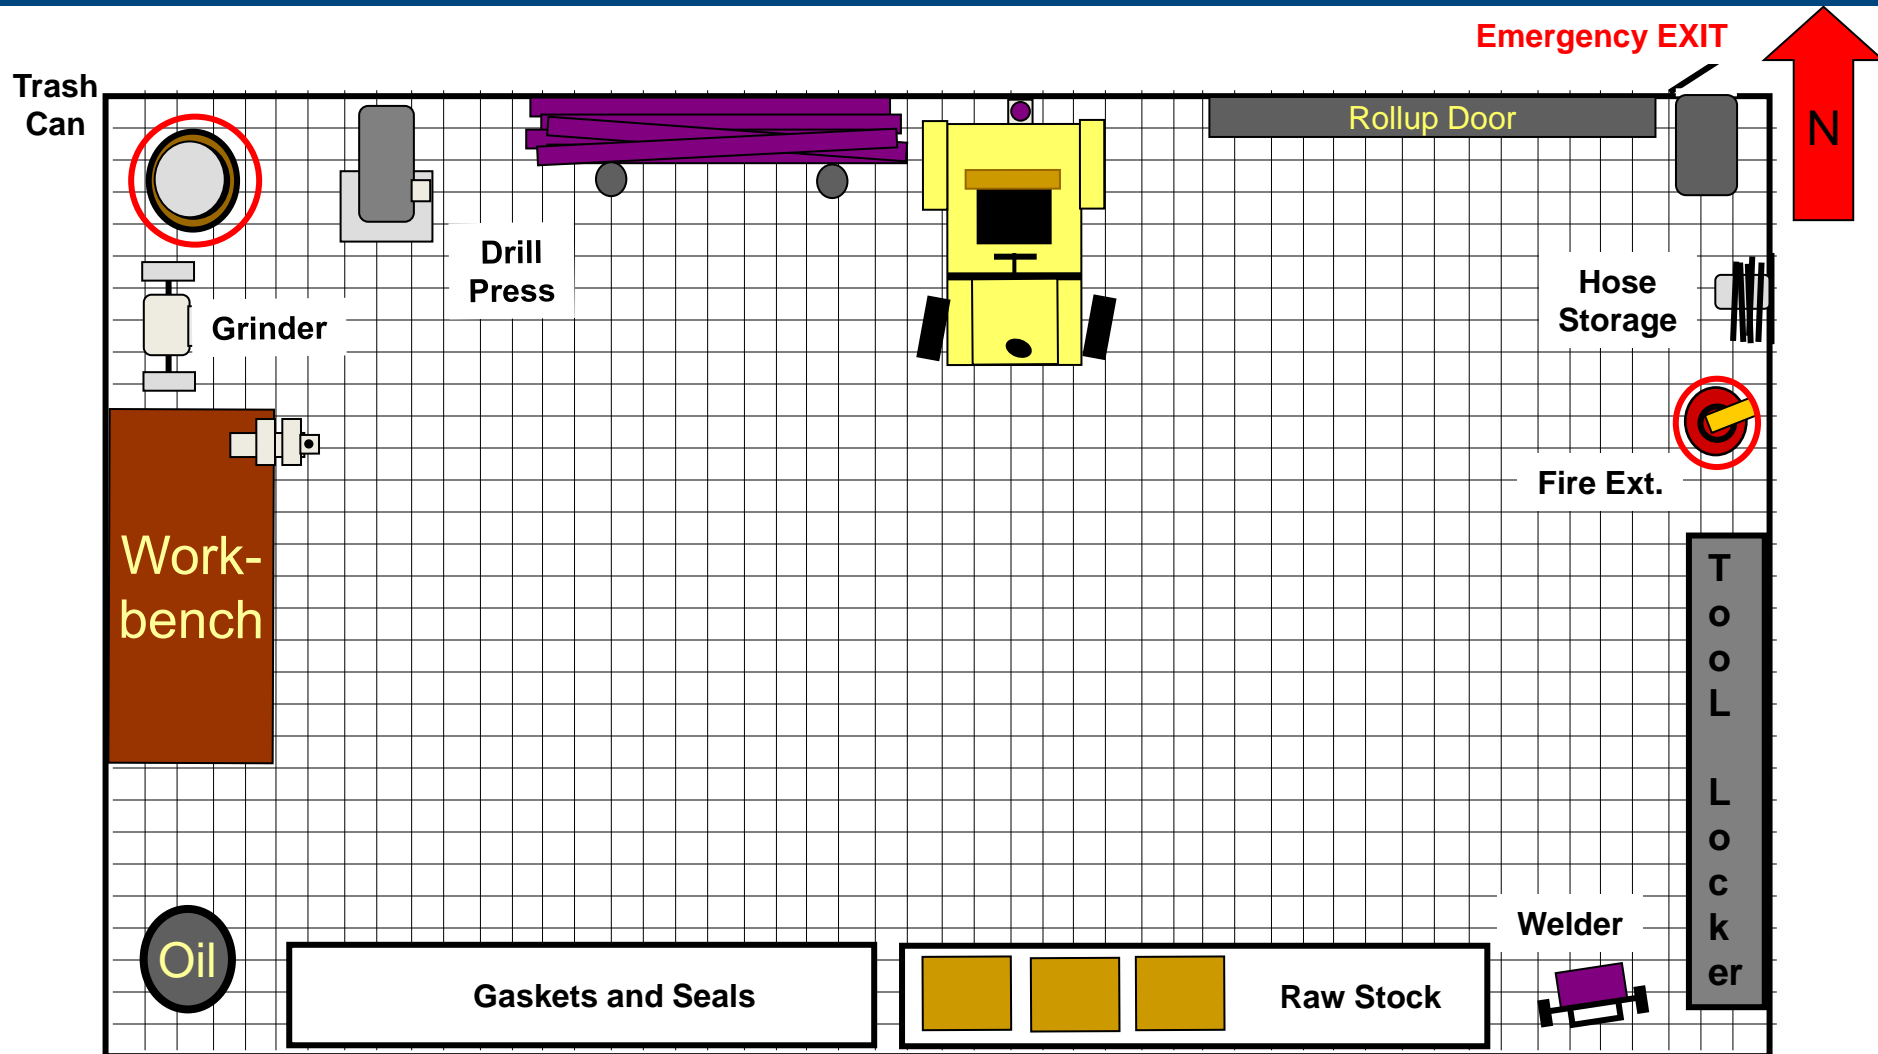 Emergency EXIT
Trash
Can
Rollup Door
N
Drill
Press
Hose
Storage
Grinder
Fire Ext.
Work-
bench
T
o
o
L
L
o
c
k
er
Welder
Oil
Gaskets and Seals
Raw Stock